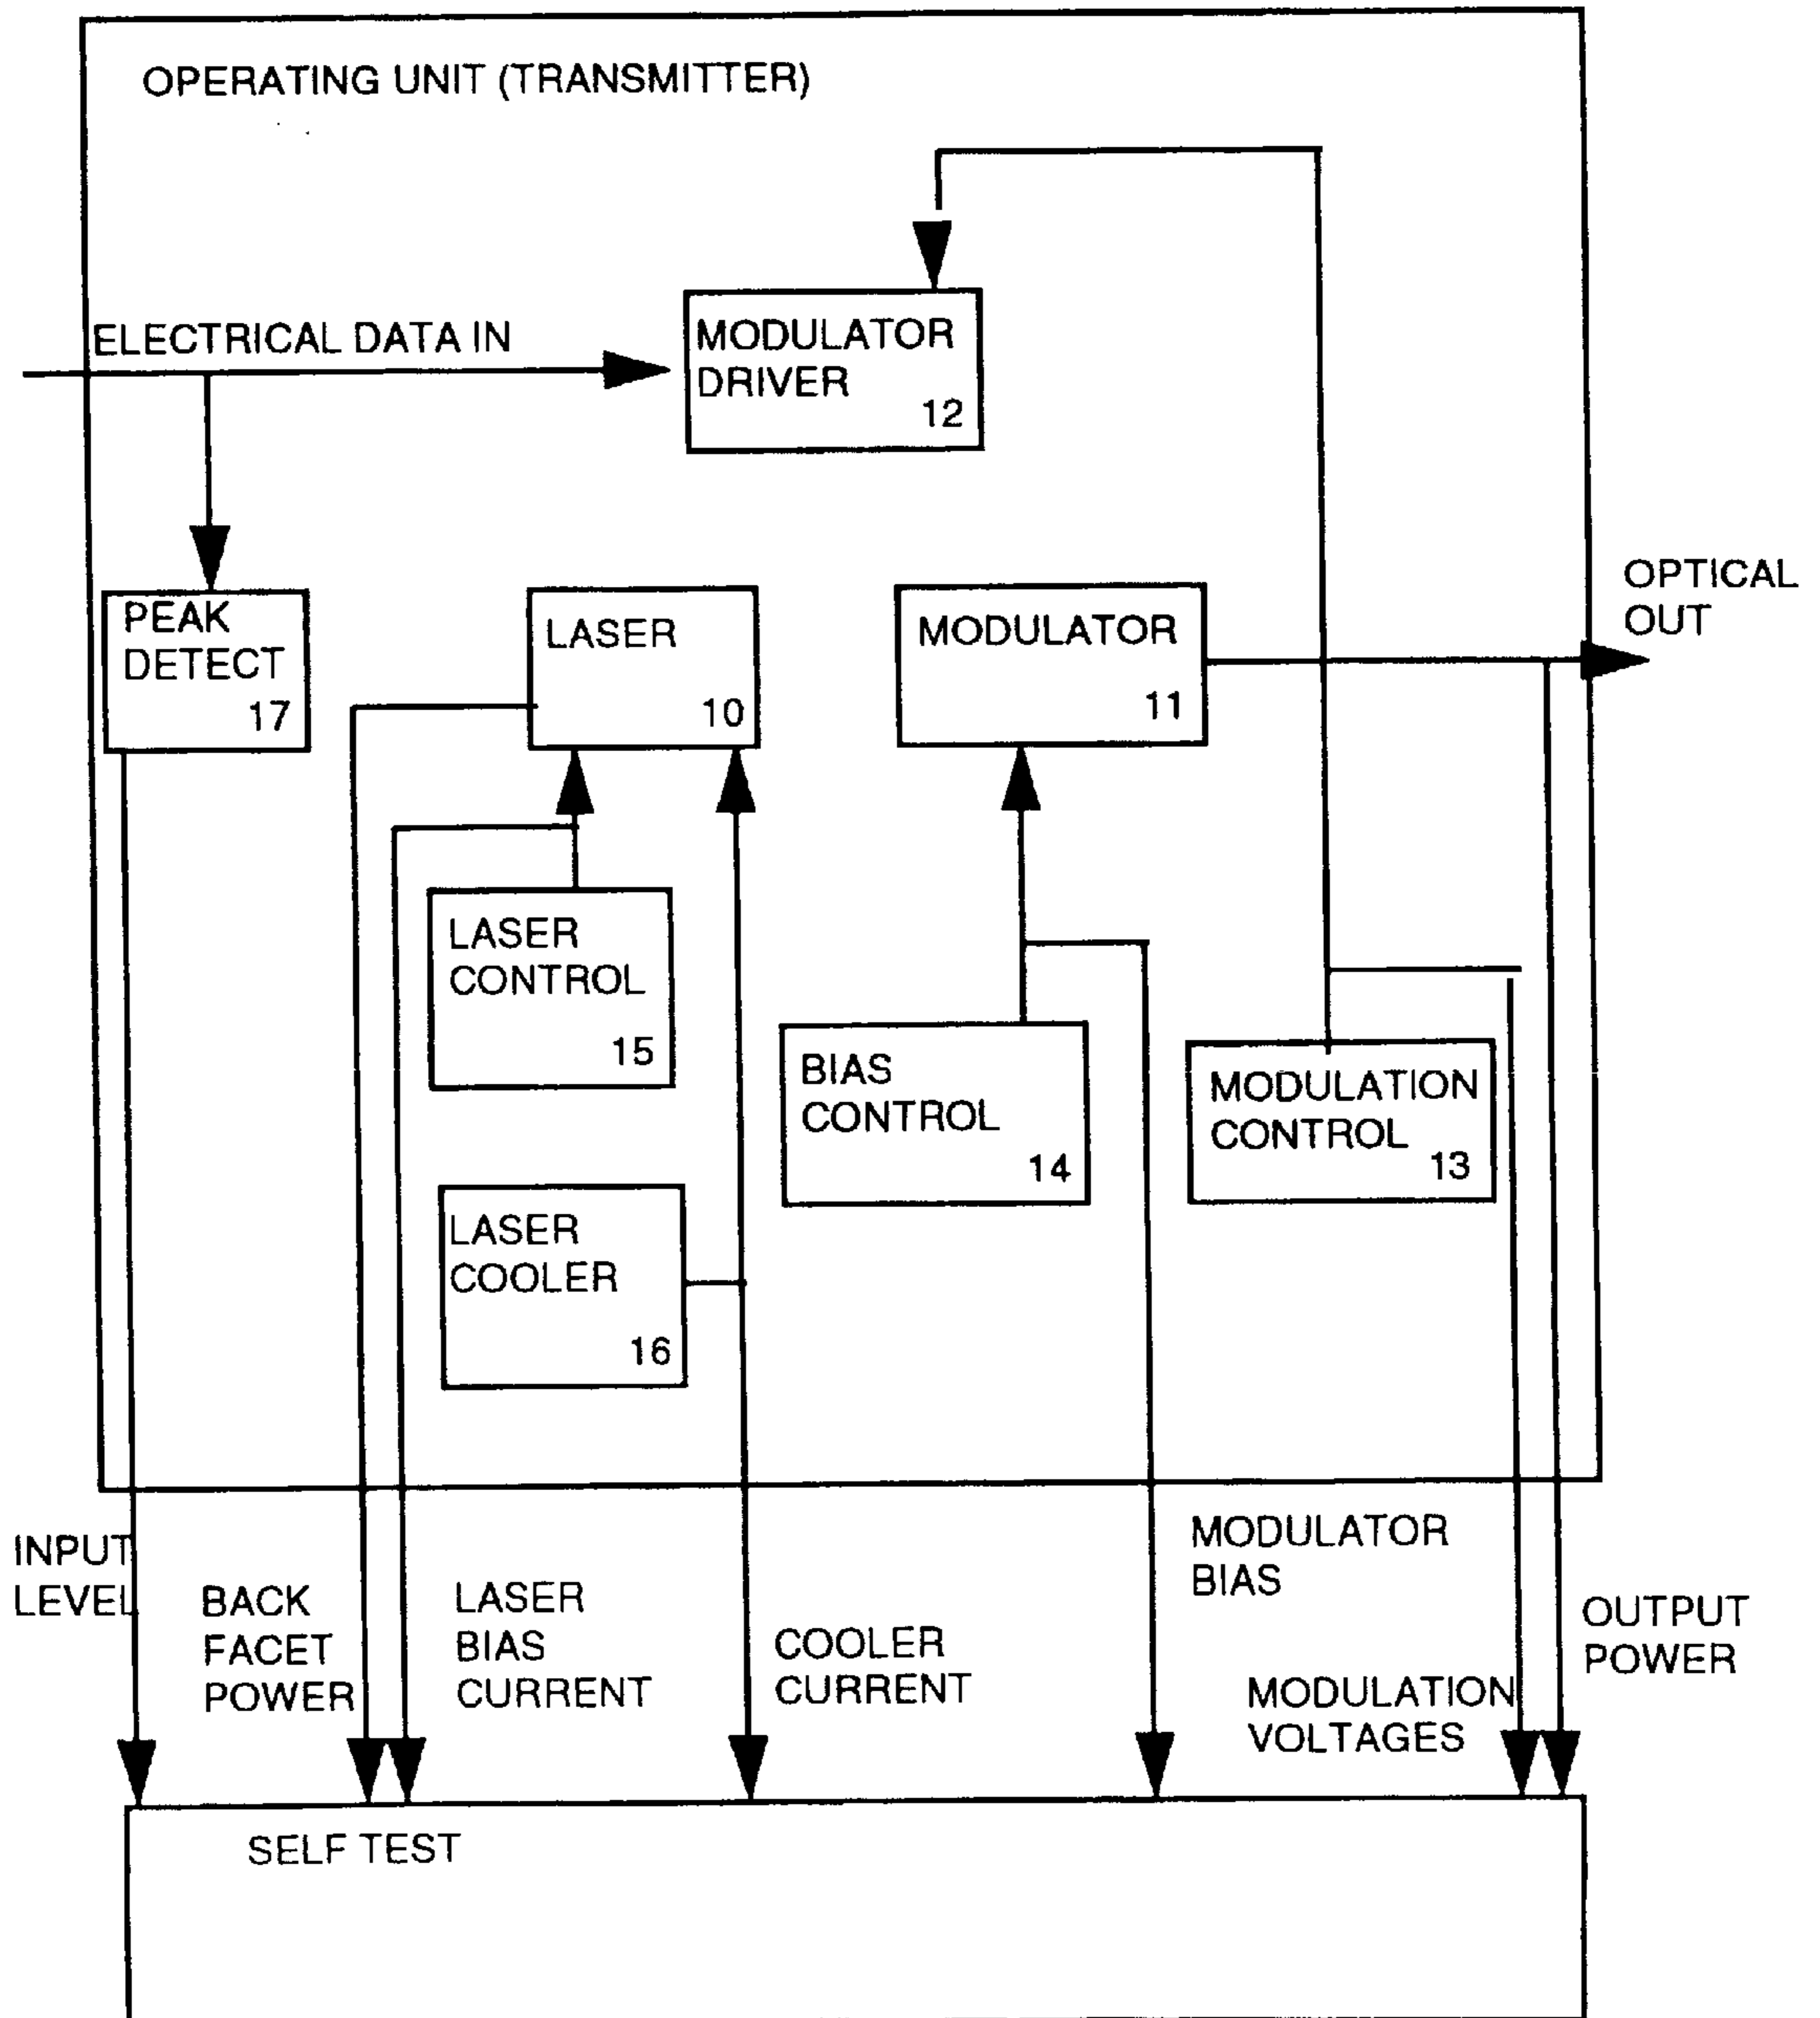 OPERATING UNIT (TRANSMITTER)
ELECTRICAL DATA IN
MODULATOR
DRIVER
12
OPTICAL
OUT
PEAK
DETECT
17
LASER
10
MODULATOR
11
LASER
CONTROL
15
BIAS
CONTROL
14
MODULATION
CONTROL
13
LASER
COOLER
16
INPUT
LEVEL
BACK
FACET
POWER
LASER
BIAS
CURRENT
COOLER
CURRENT
MODULATOR
BIAS
MODULATION
VOLTAGES
OUTPUT
POWER
SELF TEST